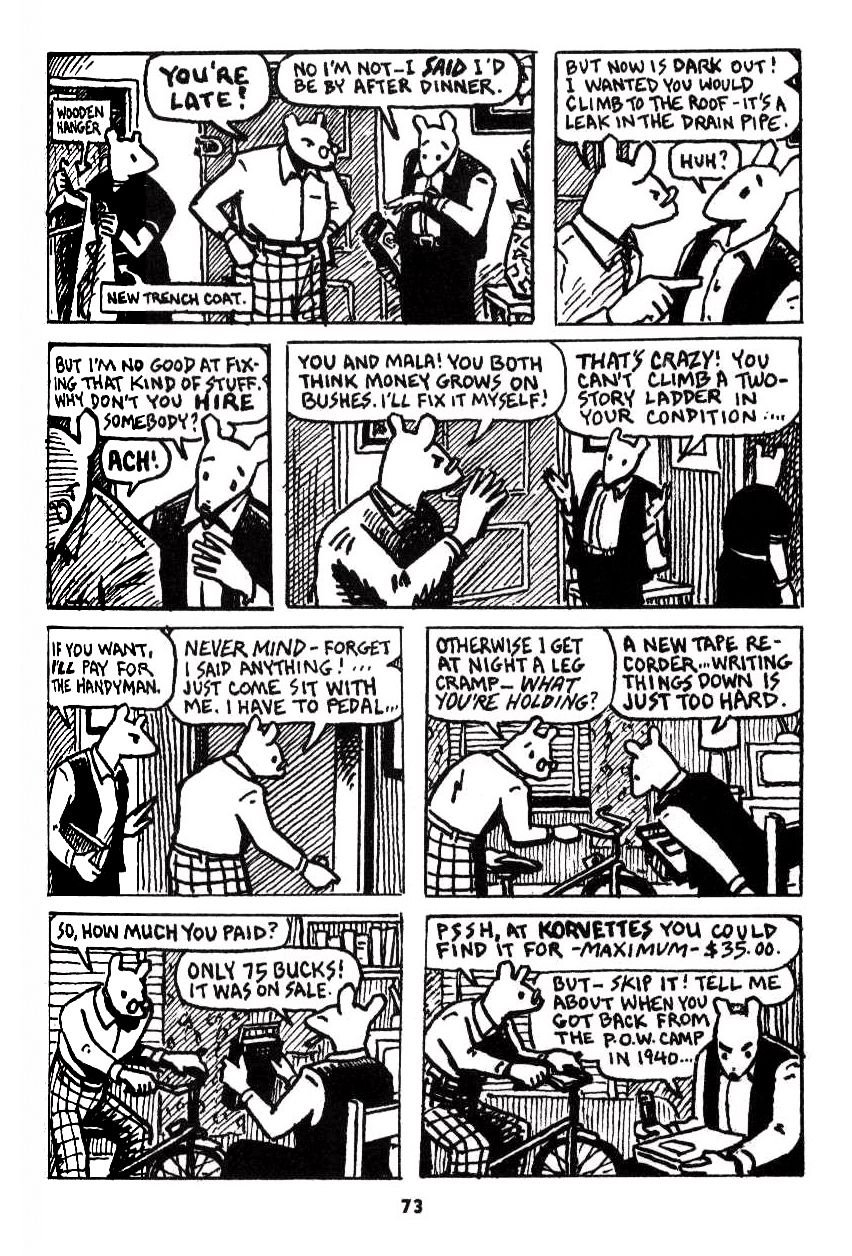 YOU'RE
LATE!
NO I'M NOT-I SAID I'D
BE BY AFTER DINNER.
WOODEN
HANGER
NEW TRENCH COAT.
BUT NOW IS DARK OUT!
I WANTED YOU WOULD
CLIMB TO THE ROOF-IT'S A
LEAK IN THE DRAIN PIPE.
HUH?
BUT I'M NO GOOD AT FIX-
ING THAT KIND OF STUFF.
WHY DON'T YOU HIRE
SOMEBODY?
ACH!
YOU AND MALA! YOU BOTH
THINK MONEY GROWS ON
BUSHES. I'LL FIX IT MYSELF!
THAT'S CRAZY! YOU
CAN'T CLIMB A TWO-
STORY LADDER IN
YOUR CONDITION....
IF YOU WANT,
I'LL PAY FOR
THE HANDYMAN.
NEVER MIND-FORGET
I SAID ANYTHING!...
JUST COME SIT WITH
ME. I HAVE TO PEDAL...
OTHERWISE I GET
AT NIGHT A LEG
CRAMP-WHAT
YOU'RE HOLDING?
A NEW TAPE RE-
CORDER...WRITING
THINGS DOWN IS
JUST TOO HARD.
SO, HOW MUCH YOU PAID?
ONLY 75 BUCKS!
IT WAS ON SALE.
PSSH, AT KORVETTES YOU COULD
FIND IT FOR -MAXIMUM- $35.00.
BUT- SKIP IT! TELL ME
ABOUT WHEN YOU
GOT BACK FROM
THE P.O.W. CAMP
IN 1940...
73